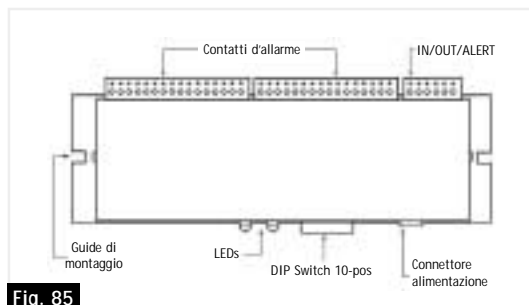 Contatti d'allarme
IN/OUT/ALERT
Guide di
montaggio
LEDs
DIP Switch 10-pos
Connettore
alimentazione
Fig. 85